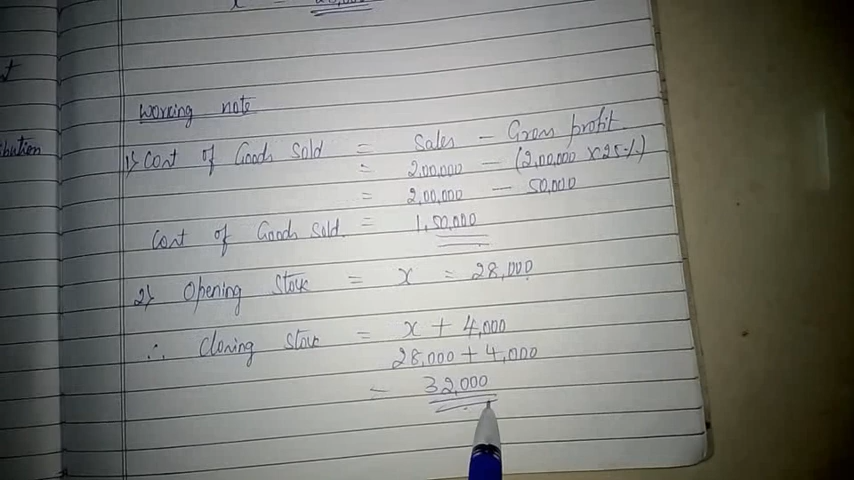 Working note
1) Cost of Goods Sold = Sales - Gross profit
= 2,00,000 - (2,00,000 x 25%)
= 2,00,000 - 50,000
Cost of Goods Sold. = 1,50,000
2) Opening Stock = x = 28,000
∴ Closing Stock = x + 4,000
28,000 + 4,000
= 32,000